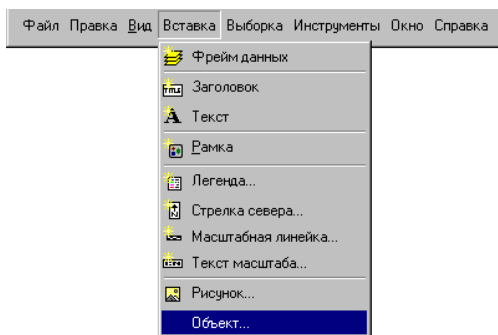 Файл Правка Вид Вставка Выборка Инструменты Окно Справка
Фрейм данных
Заголовок
Текст
Рамка
Легенда...
Стрелка севера...
Масштабная линейка...
Текст масштаба...
Рисунок...
Объект...